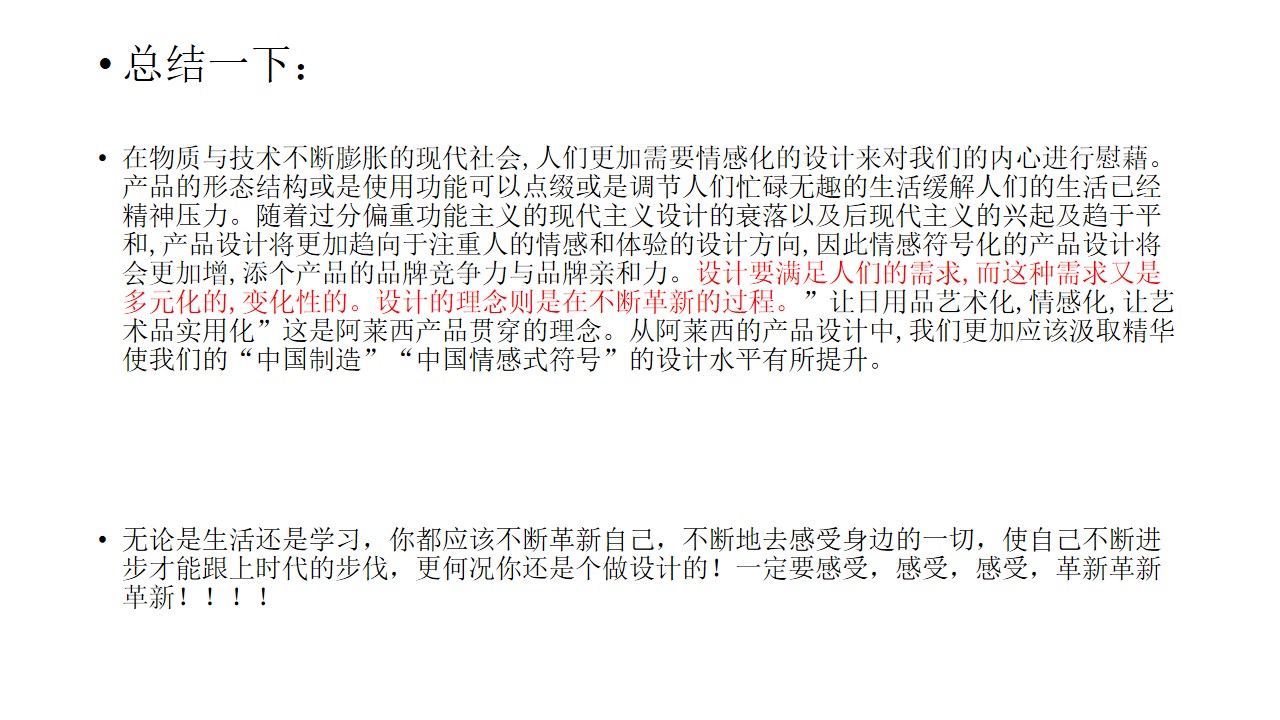 • 总结一下：
• 在物质与技术不断膨胀的现代社会,人们更加需要情感化的设计来对我们的内心进行慰藉。
产品的形态结构或是使用功能可以点缀或是调节人们忙碌无趣的生活缓解人们的生活已经
精神压力。随着过分偏重功能主义的现代主义设计的衰落以及后现代主义的兴起及趋于平
和,产品设计将更加趋向于注重人的情感和体验的设计方向,因此情感符号化的产品设计将
会更加增,添个产品的品牌竞争力与品牌亲和力。设计要满足人们的需求,而这种需求又是
多元化的,变化性的。设计的理念则是在不断革新的过程。”让日用品艺术化,情感化,让艺
术品实用化”这是阿莱西产品贯穿的理念。从阿莱西的产品设计中,我们更加应该汲取精华
使我们的“中国制造”“中国情感式符号”的设计水平有所提升。
• 无论是生活还是学习，你都应该不断革新自己，不断地去感受身边的一切，使自己不断进
步才能跟上时代的步伐，更何况你还是个做设计的！一定要感受，感受，感受，革新革新
革新！！！！